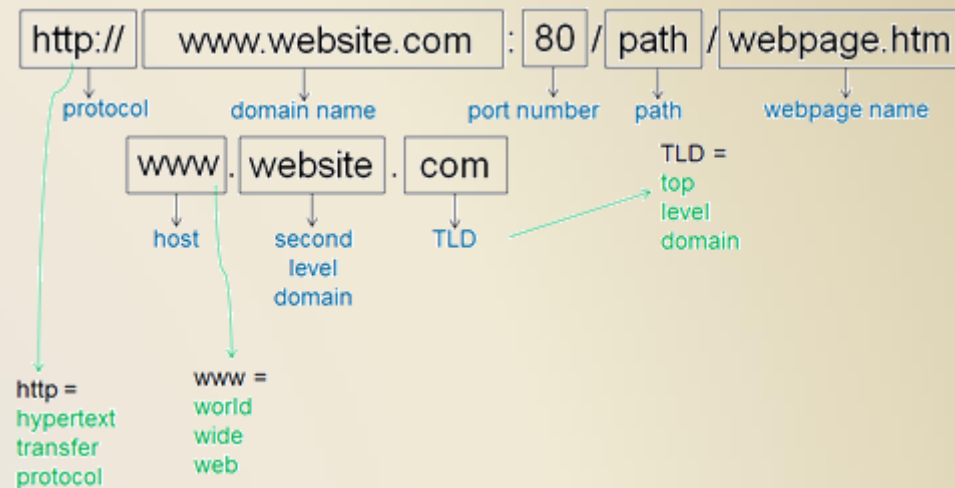 http:// www.website.com : 80 / path / webpage.htm
protocol domain name port number path webpage name
www . website . com
host second level domain TLD
TLD =
top
level
domain
http =
hypertext
transfer
protocol
www =
world
wide
web